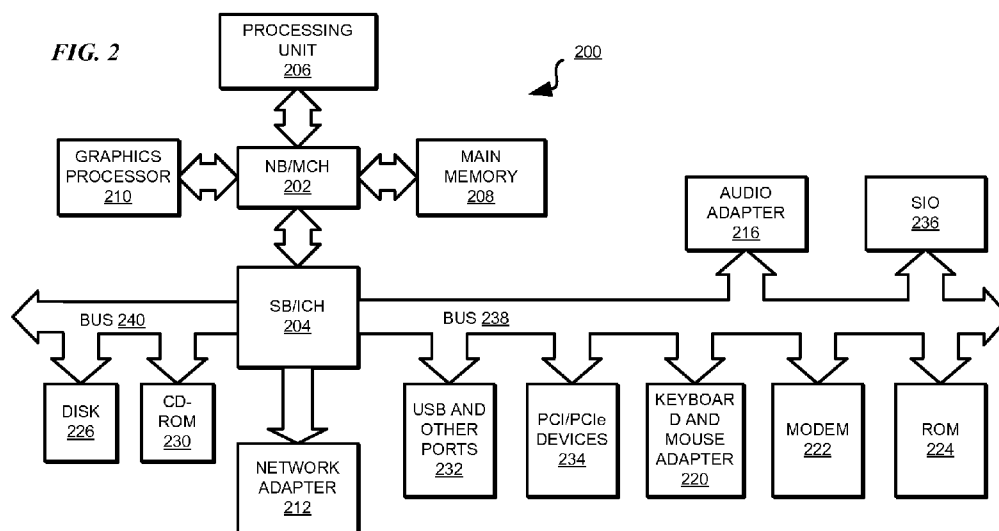 FIG. 2
PROCESSING
UNIT
206
200
GRAPHICS
PROCESSOR
210
NB/MCH
202
MAIN
MEMORY
208
AUDIO
ADAPTER
216
SIO
236
SB/ICH
204
BUS 240
BUS 238
DISK
226
CD-
ROM
230
USB AND
OTHER
PORTS
232
PCI/PCIe
DEVICES
234
KEYBOAR
D AND
MOUSE
ADAPTER
220
MODEM
222
ROM
224
NETWORK
ADAPTER
212